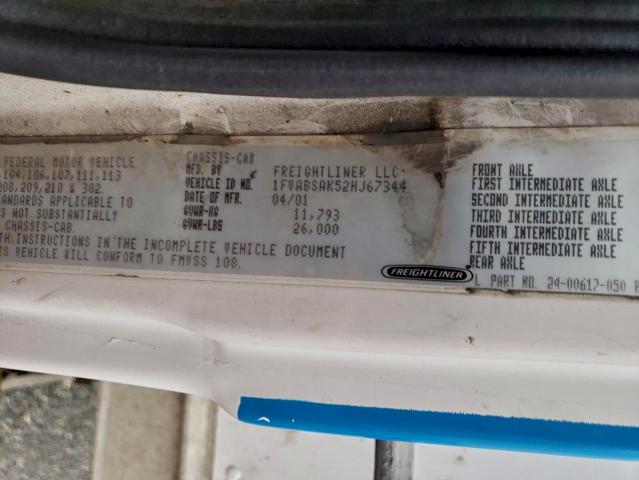 FEDERAL MOTOR VEHICLE
104,106,107,111,113
208,209,210 & 302.
TANDARDS APPLICABLE TO
NOT SUBSTANTIALLY
CHASSIS-CAB.
TH INSTRUCTIONS IN THE INCOMPLETE VEHICLE DOCUMENT
IS VEHICLE WILL CONFORM TO FMVSS 108.
CHASSIS-CAB
MFD. BY FREIGHTLINER LLC
VEHICLE ID NO. 1FVABSAK52HJ67344
DATE OF MFR. 04/01
GVWR-KG 11,793
GVWR-LBS 26,000
FREIGHTLINER
FRONT AXLE
FIRST INTERMEDIATE AXLE
SECOND INTERMEDIATE AXLE
THIRD INTERMEDIATE AXLE
FOURTH INTERMEDIATE AXLE
FIFTH INTERMEDIATE AXLE
REAR AXLE
L PART NO. 24-00617-050 R